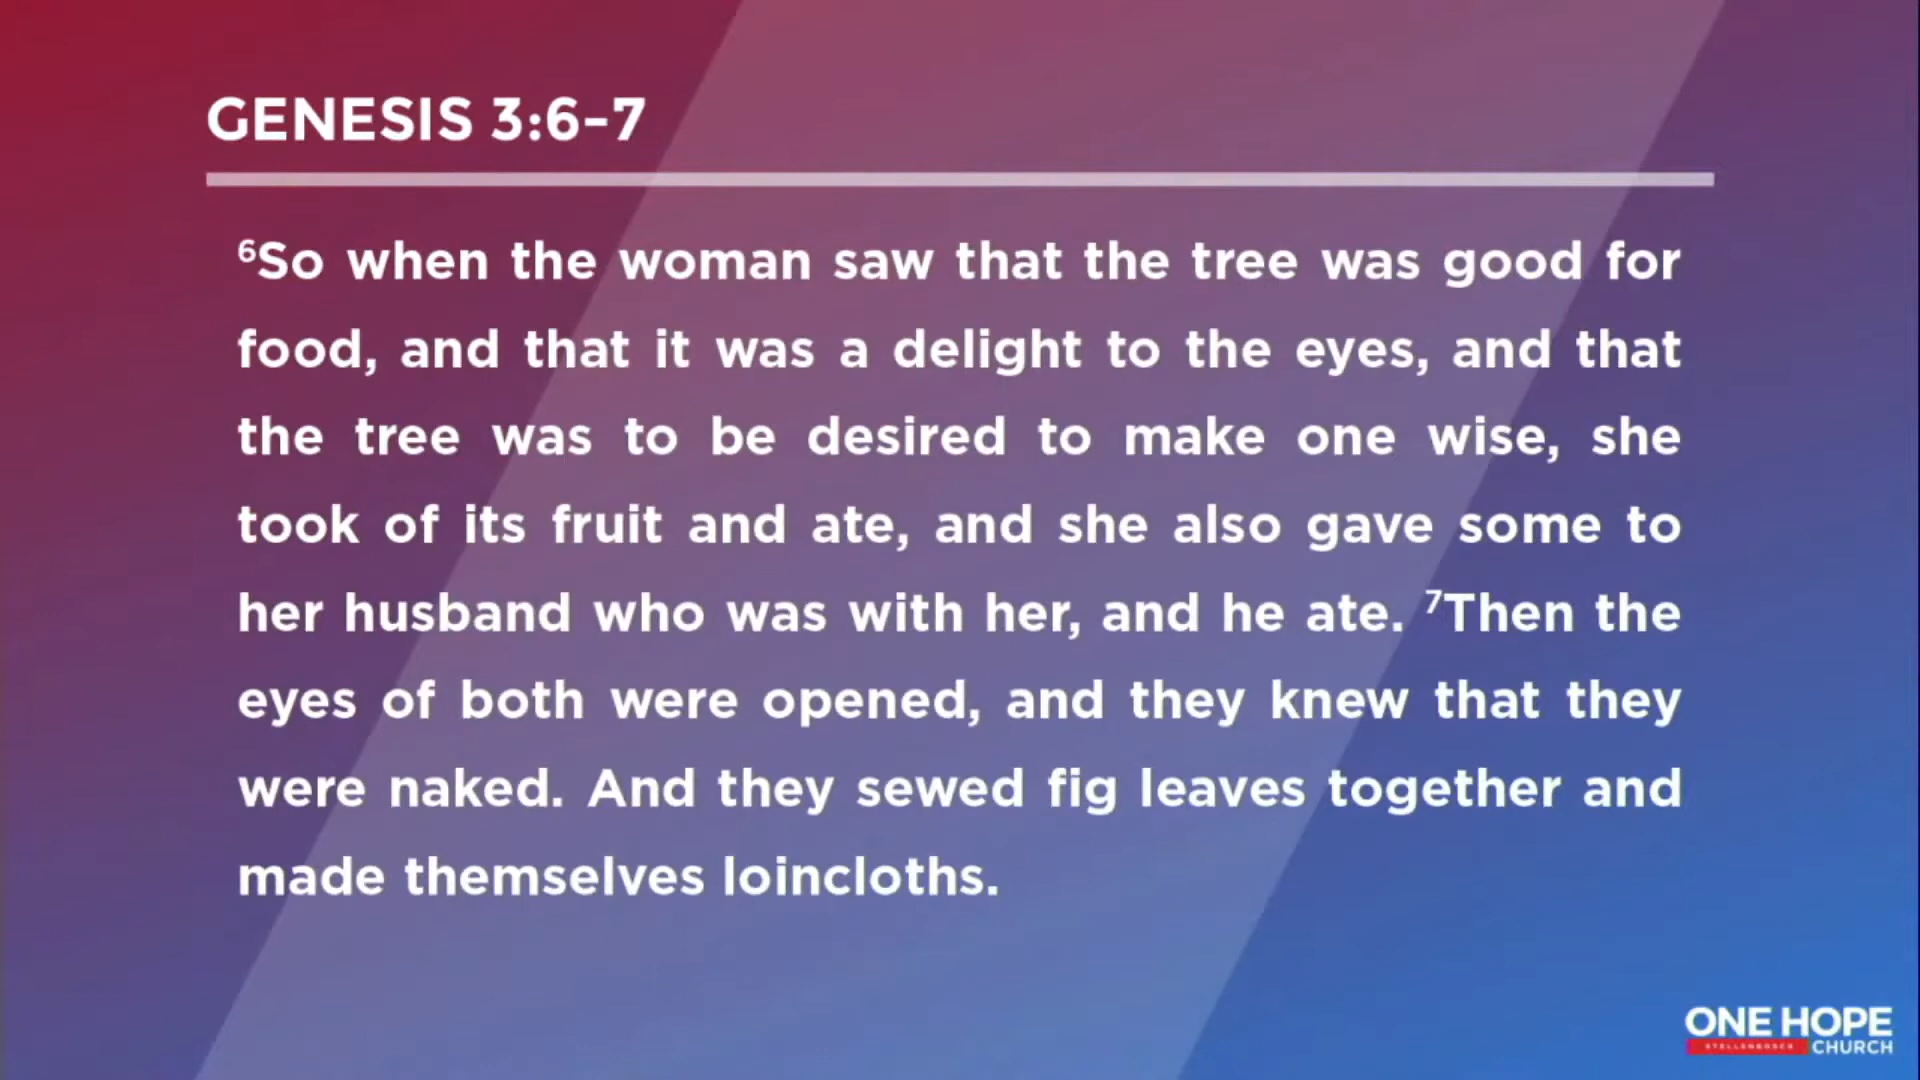 GENESIS 3:6-7
⁶So when the woman saw that the tree was good for
food, and that it was a delight to the eyes, and that
the tree was to be desired to make one wise, she
took of its fruit and ate, and she also gave some to
her husband who was with her, and he ate. ⁷Then the
eyes of both were opened, and they knew that they
were naked. And they sewed fig leaves together and
made themselves loincloths.
ONE HOPE
STELLENBOSCH CHURCH